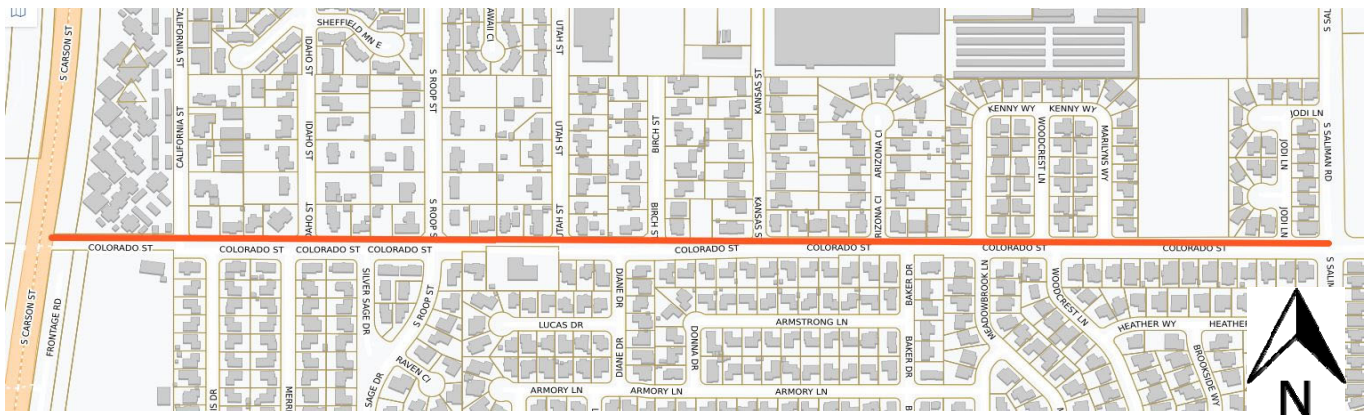 S CARSON ST
CALIFORNIA ST
SHEFFIELD MN E
IDAHO ST
S ROOP ST
AWAII CI
UTAH ST
KANSAS ST
S SALIMAN RD
CALIFORNIA ST
IDAHO ST
UTAH ST
BIRCH ST
ARIZONA CI
KENNY WY
KENNY WY
WOODCREST LN
MARILYNS WY
JODI LN
JODI LN
JODI LN
AHO ST
S ROOP S
UTAH ST
BIRCH ST
KANSAS S
RIZONA CI
COLORADO ST
COLORADO ST
COLORADO ST
COLORADO ST
COLORADO ST
COLORADO ST
COLORADO ST
COLORADO ST
S CARSON ST
FRONTAGE RD
SILVER SAGE DR
S ROOP ST
DIANE DR
BAKER DR
MEADOWBROOK LN
WOODCREST LN
LUCAS DR
ARMSTRONG LN
HEATHER WY
HEATHER
DIANE DR
DONNA DR
BAKER DR
BROOKSIDE WY
RAVEN CI
SAGE DR
ARMORY LN
ARMORY LN
ARMORY LN
MERRI
N